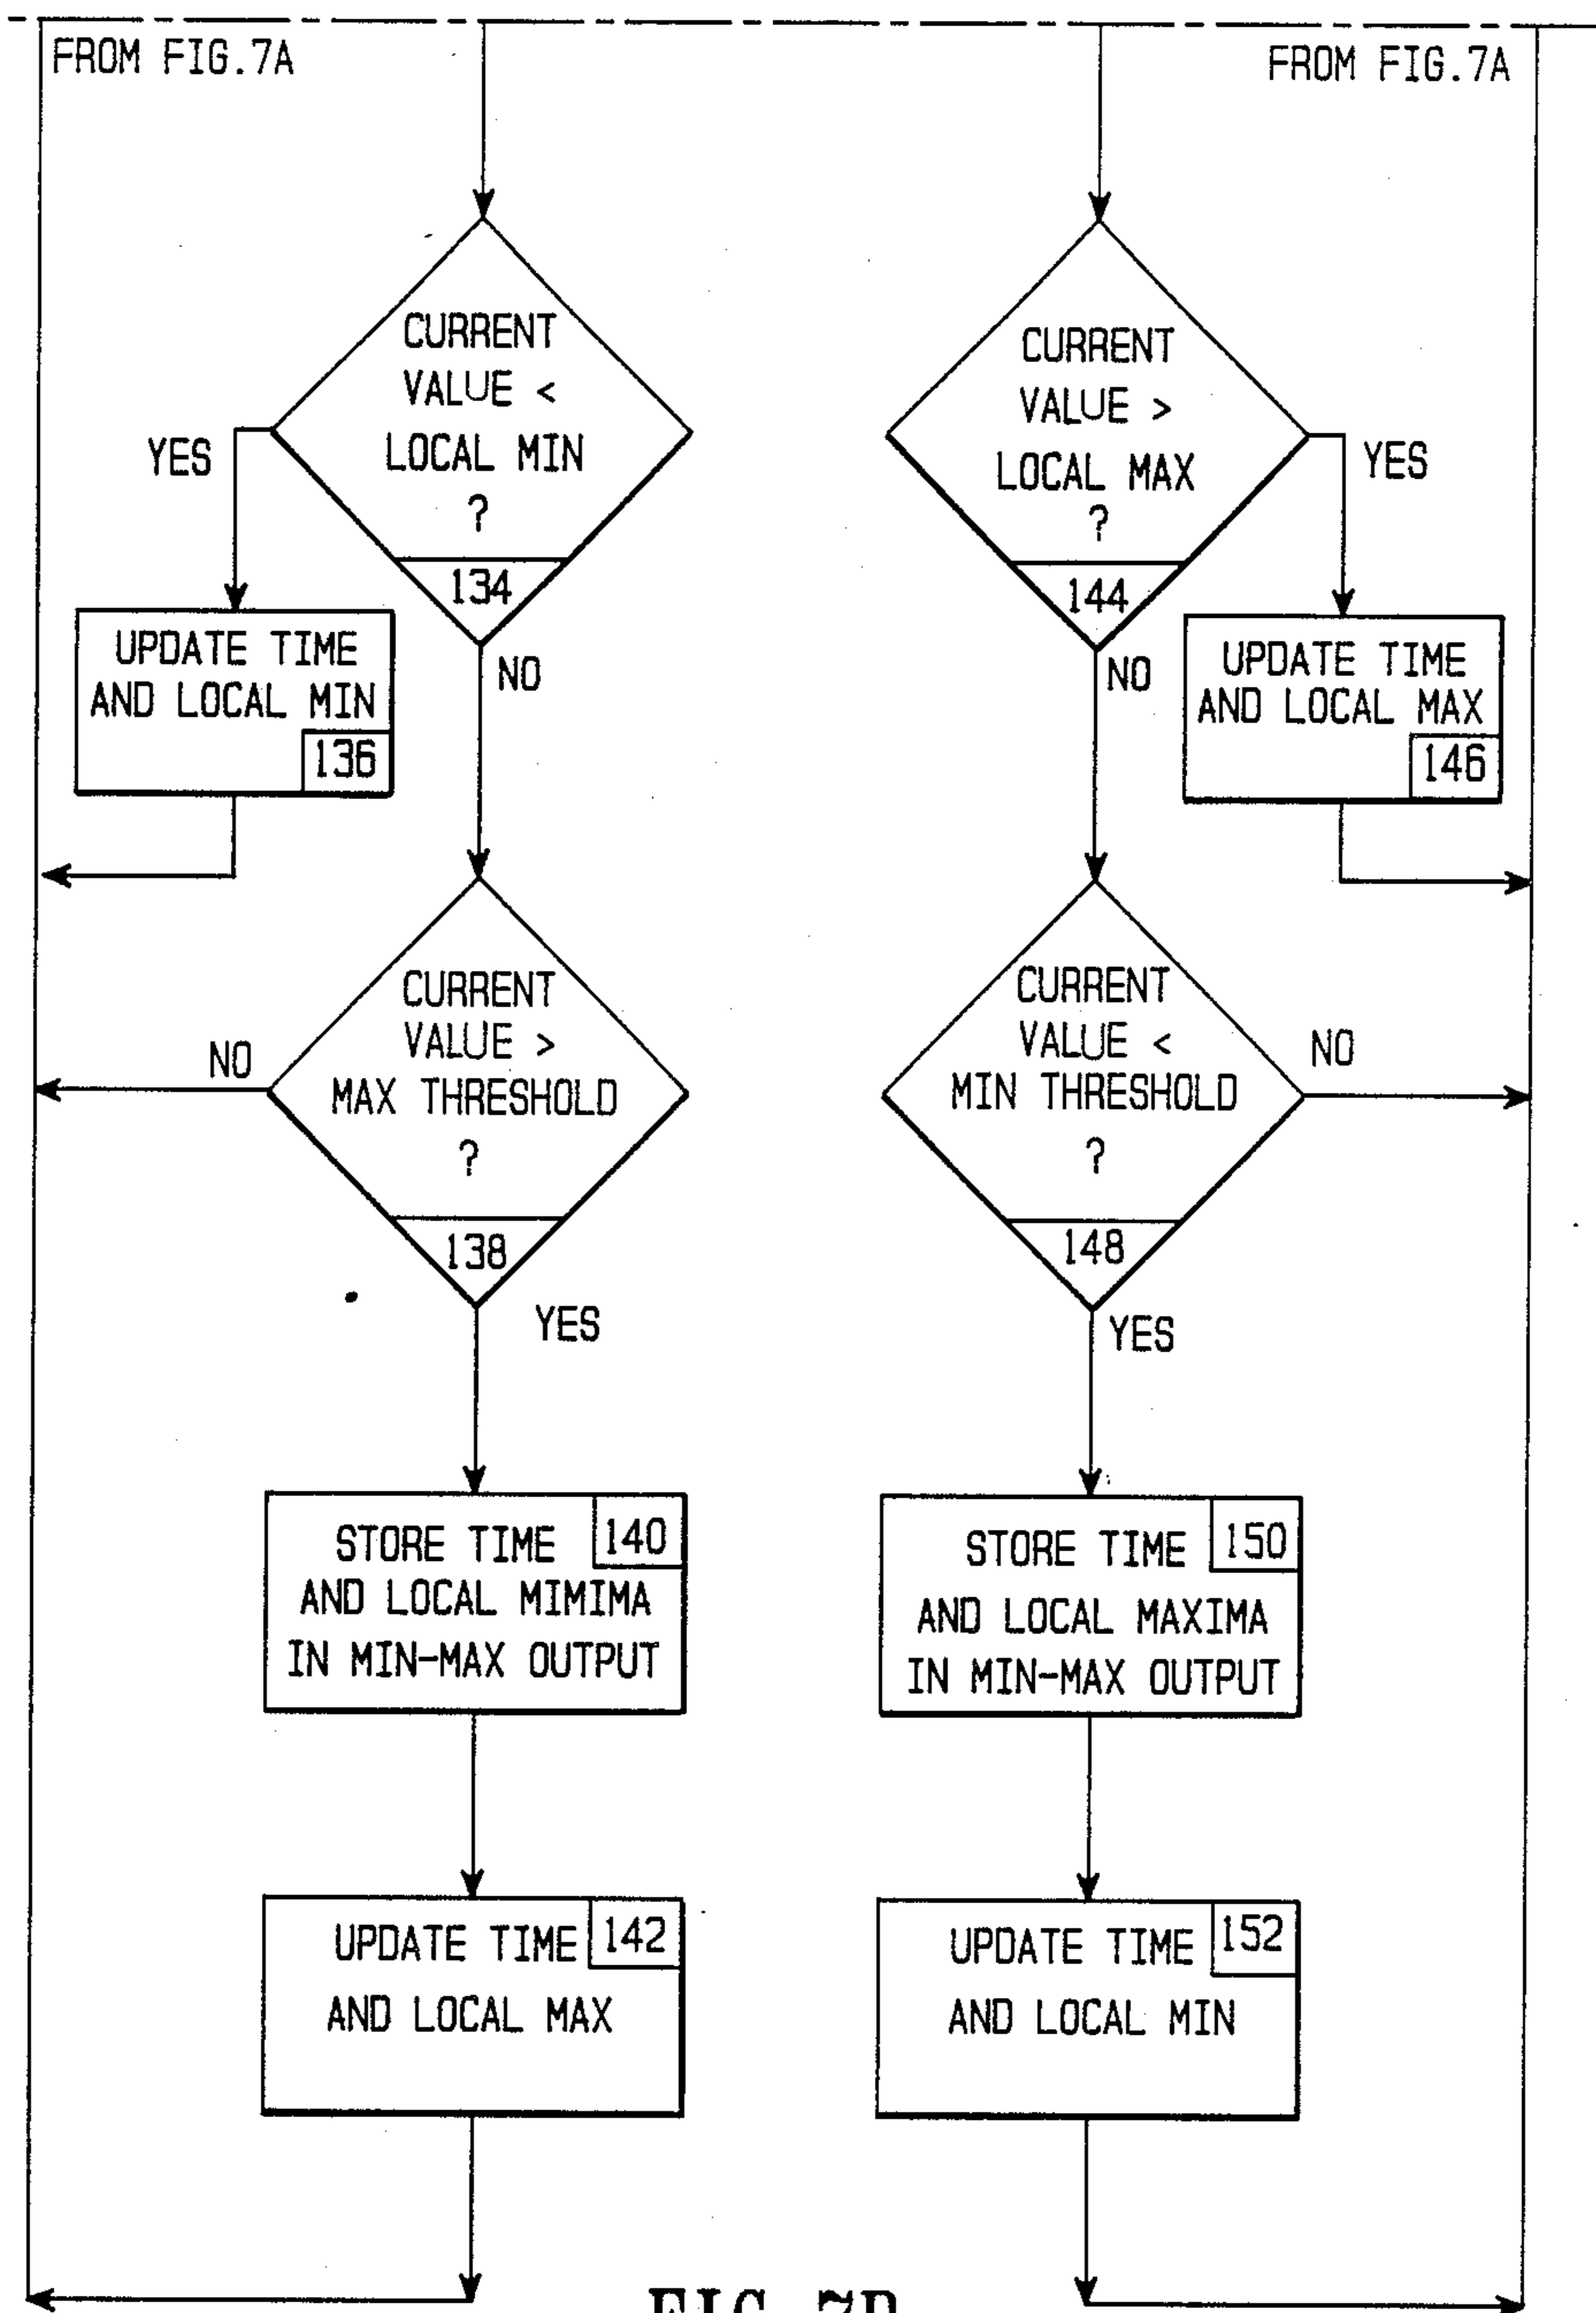 FROM FIG.7A
FROM FIG.7A
CURRENT
VALUE <
LOCAL MIN
?
134
YES
NO
UPDATE TIME
AND LOCAL MIN
136
CURRENT
VALUE >
MAX THRESHOLD
?
138
NO
YES
STORE TIME
140
AND LOCAL MIMIMA
IN MIN-MAX OUTPUT
UPDATE TIME
142
AND LOCAL MAX
CURRENT
VALUE >
LOCAL MAX
?
144
YES
NO
UPDATE TIME
AND LOCAL MAX
146
CURRENT
VALUE <
MIN THRESHOLD
?
148
NO
YES
STORE TIME
150
AND LOCAL MAXIMA
IN MIN-MAX OUTPUT
UPDATE TIME
152
AND LOCAL MIN
FIG. 7B